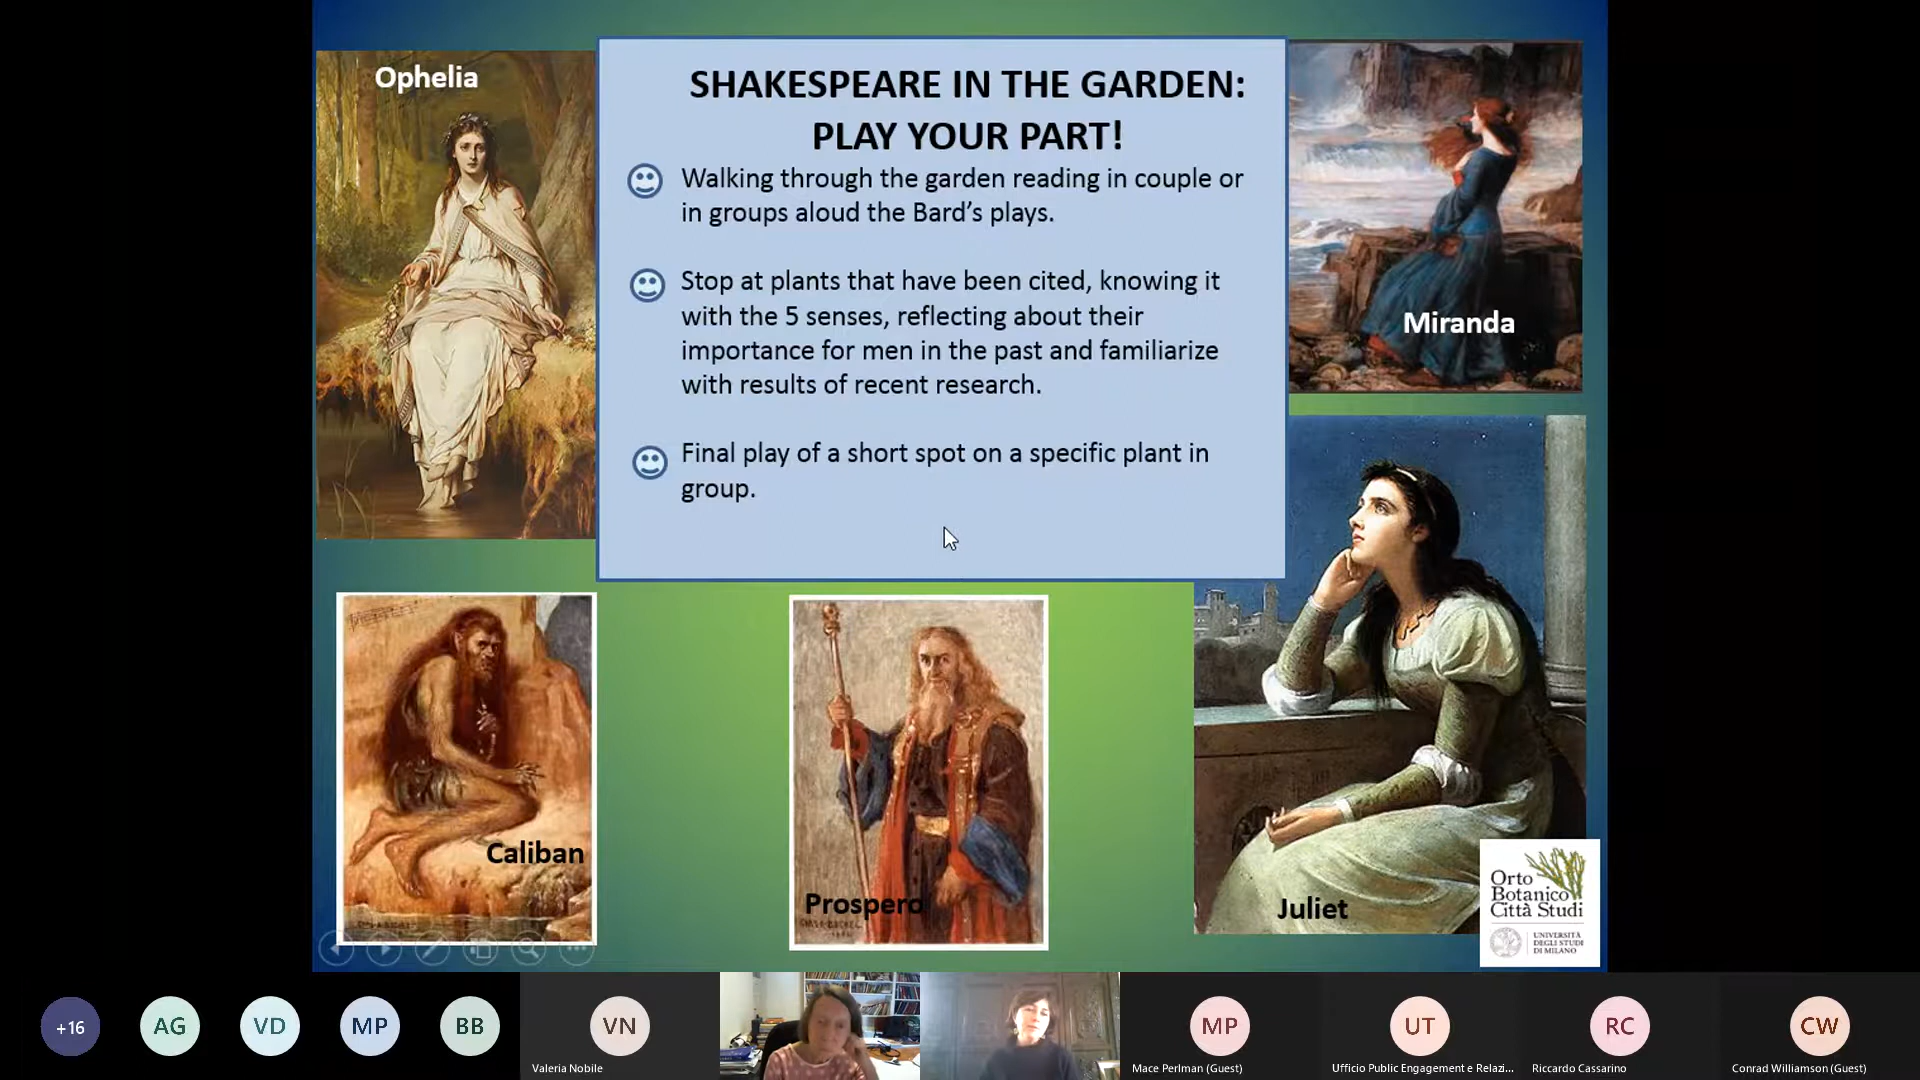 Ophelia
SHAKESPEARE IN THE GARDEN:
PLAY YOUR PART!
Walking through the garden reading in couple or
in groups aloud the Bard’s plays.
Stop at plants that have been cited, knowing it
with the 5 senses, reflecting about their
importance for men in the past and familiarize
with results of recent research.
Final play of a short spot on a specific plant in
group.
Miranda
Caliban
Prospero
Juliet
Orto
Botanico
Città Studi
UNIVERSITÀ
DEGLI STUDI
DI MILANO
+16
AG
VD
MP
BB
VN
Valeria Nobile
MP
Mace Perlman (Guest)
UT
Ufficio Public Engagement e Relazi...
RC
Riccardo Cassarino
CW
Conrad Williamson (Guest)